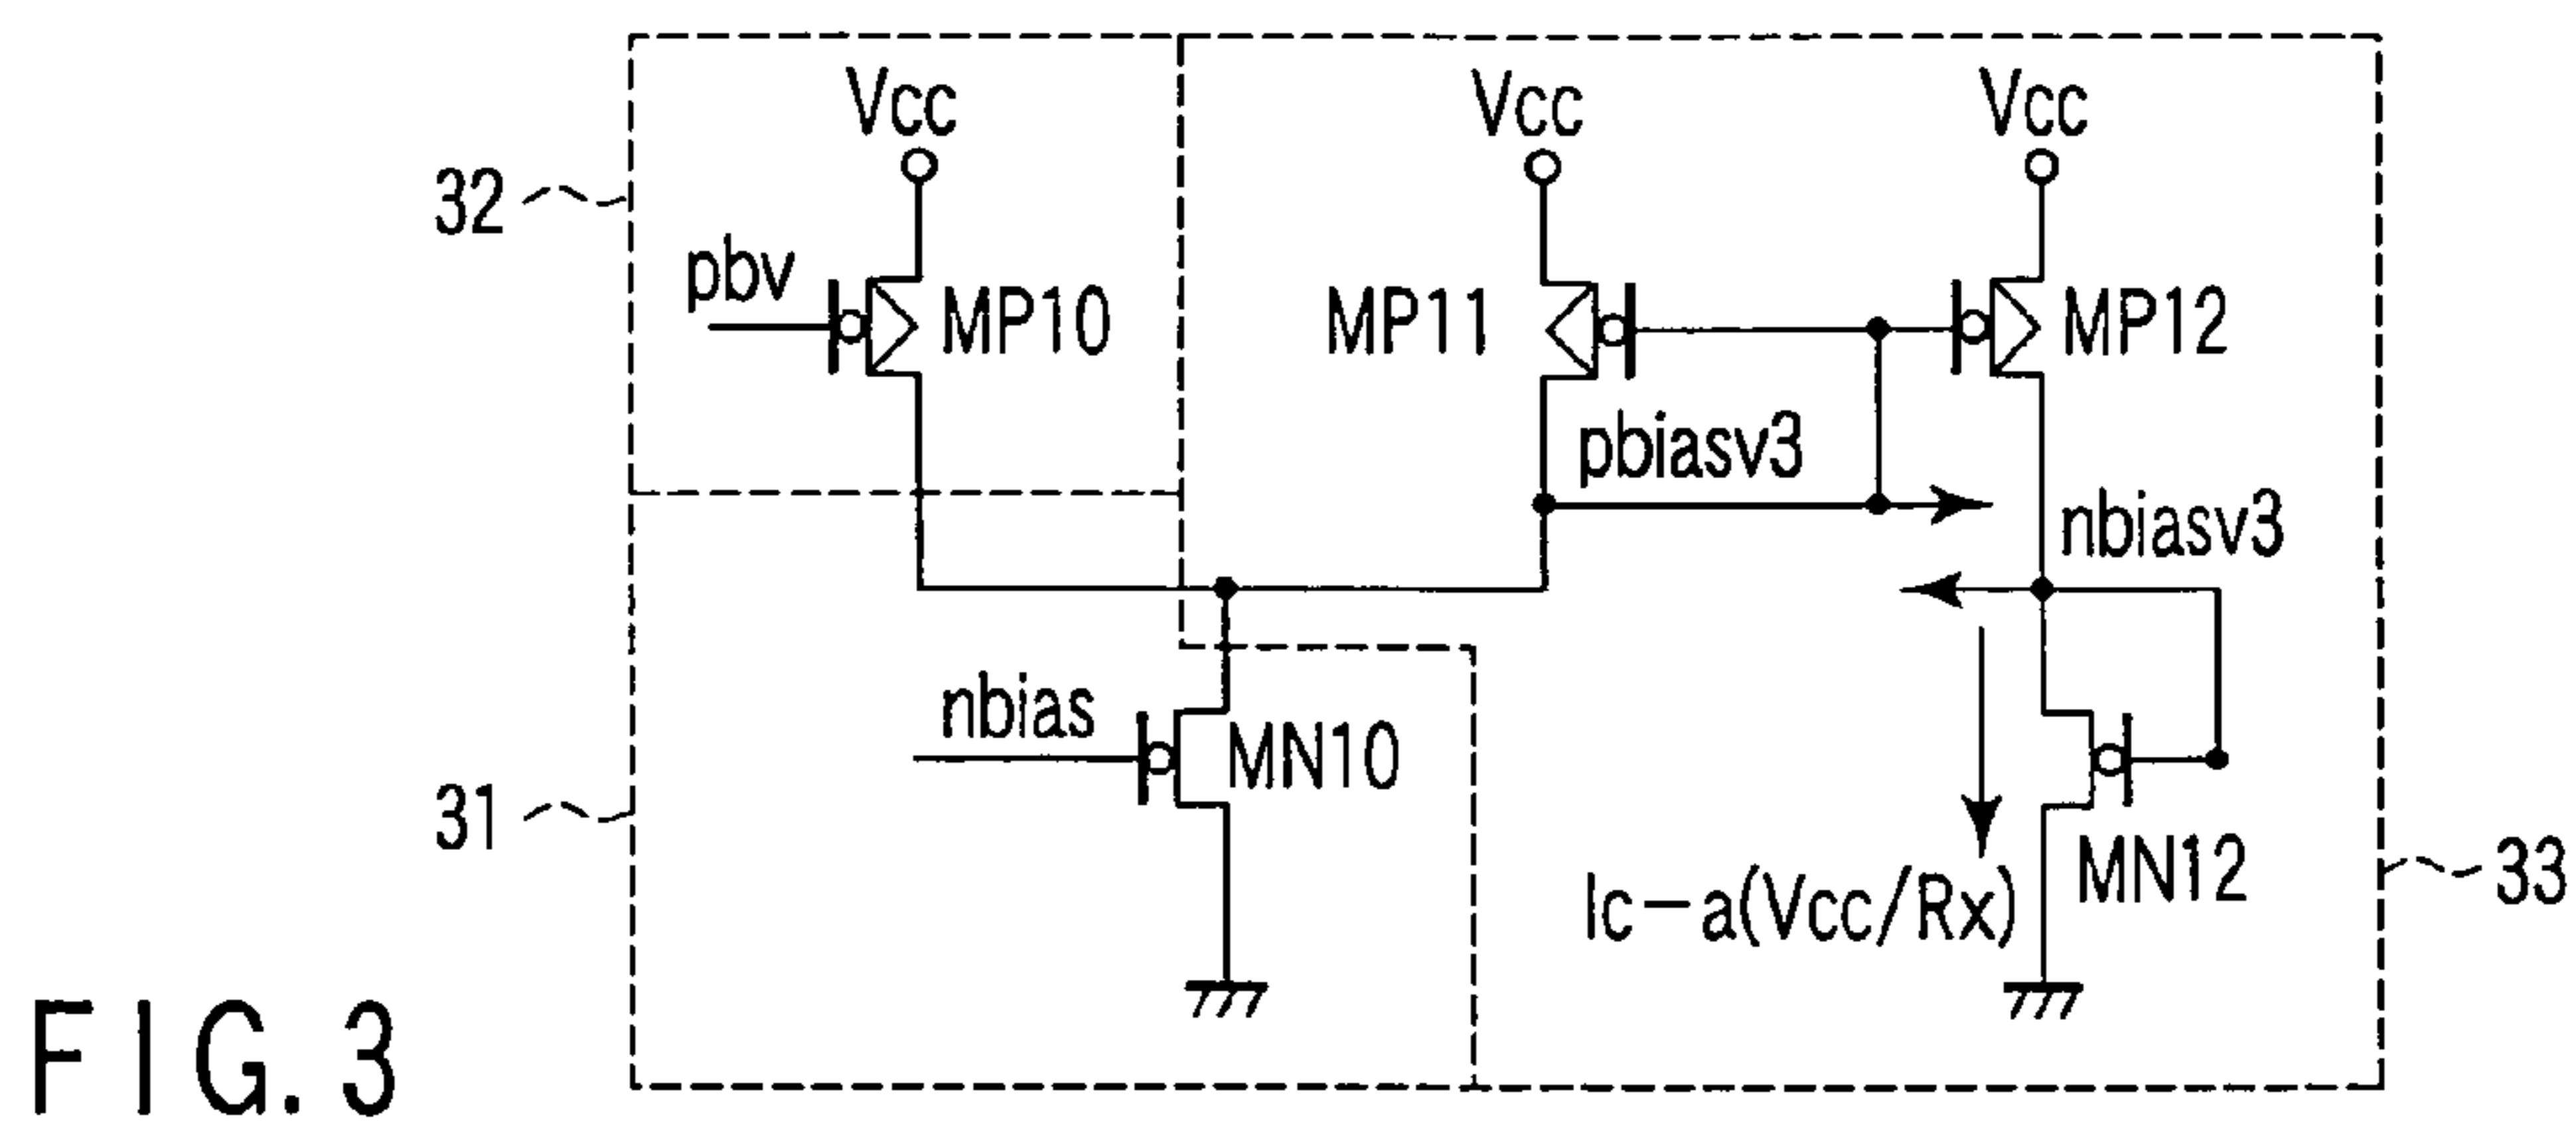 Vcc
Vcc
Vcc
32
pbv
MP10
MP11
MP12
pbiasv3
nbiasv3
nbias
MN10
31
MN12
Ic－a(Vcc/Rx)
33
FIG. 3